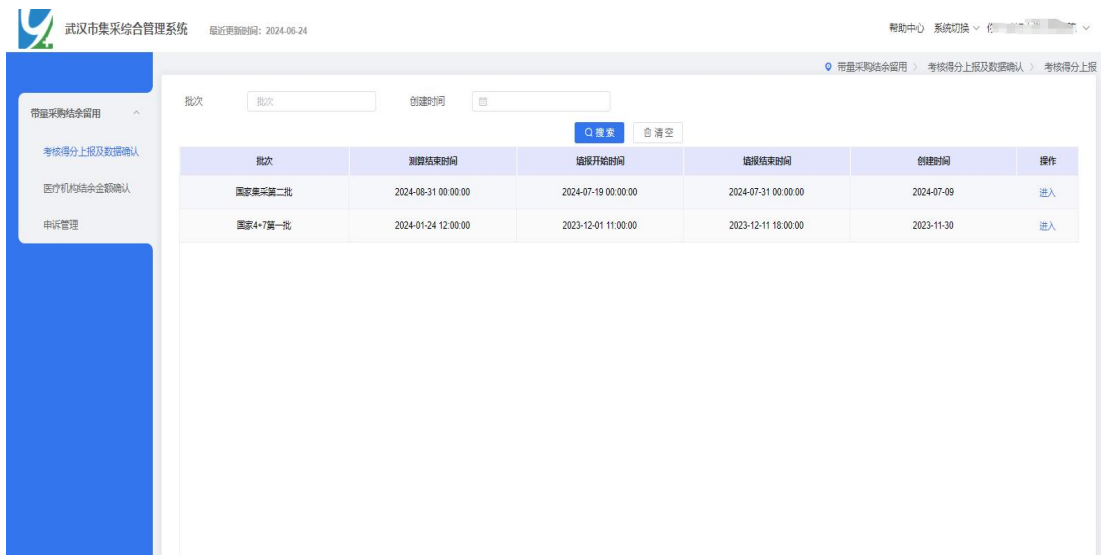 武汉市集采综合管理系统 最近更新时间：2024-06-24
帮助中心 系统切换
带量采购结余留用 〉 考核得分上报及数据确认 〉 考核得分上报
带量采购结余留用
考核得分上报及数据确认
医疗机构结余金额确认
申诉管理
批次 批次 创建时间
搜索 清空
批次 测算结束时间 填报开始时间 填报结束时间 创建时间 操作
国家集采第二批 2024-08-31 00:00:00 2024-07-19 00:00:00 2024-07-31 00:00:00 2024-07-09 进入
国家4+7第一批 2024-01-24 12:00:00 2023-12-01 11:00:00 2023-12-11 18:00:00 2023-11-30 进入